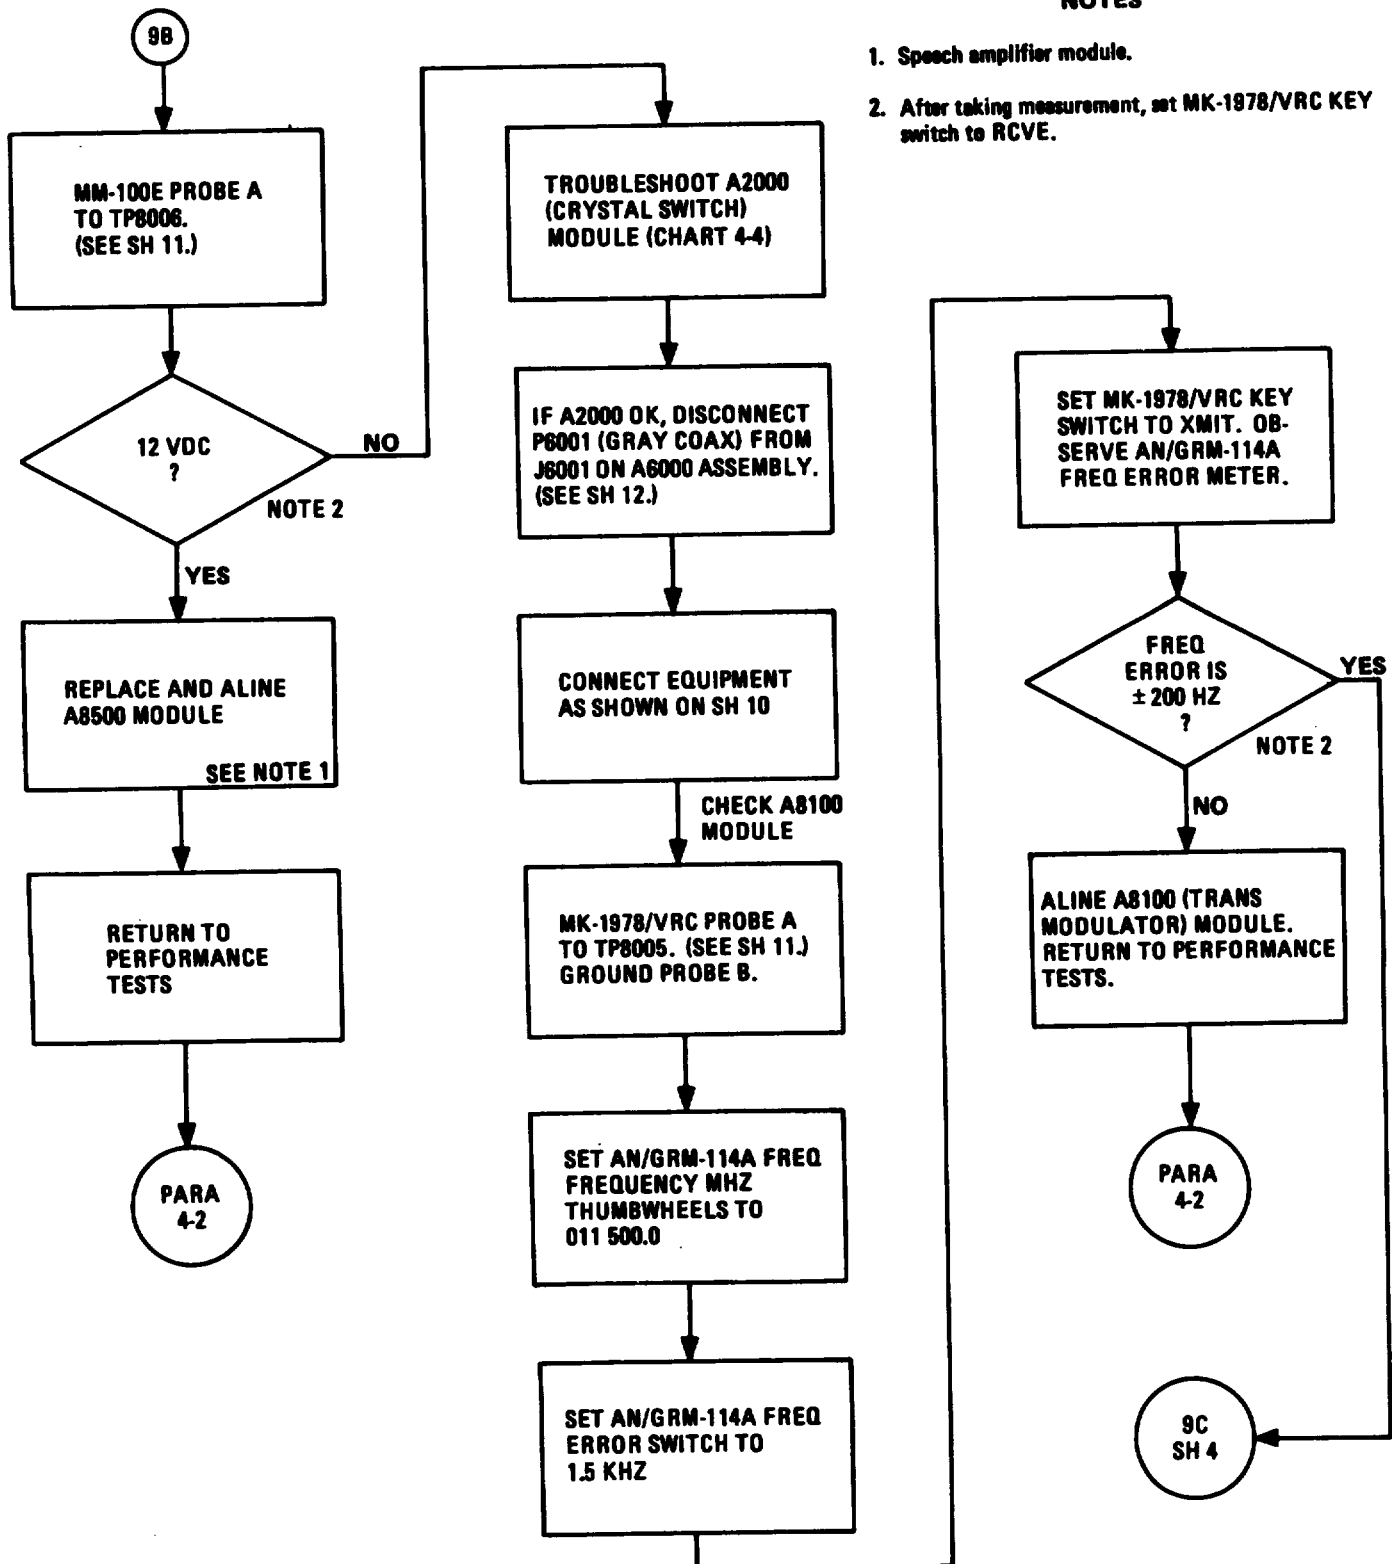 9B
MM-100E PROBE A
TO TP8006.
(SEE SH 11.)
12 VDC
?
NO
NOTE 2
YES
REPLACE AND ALINE
A8500 MODULE
SEE NOTE 1
RETURN TO
PERFORMANCE
TESTS
PARA
4-2
TROUBLESHOOT A2000
(CRYSTAL SWITCH)
MODULE (CHART 4-4)
IF A2000 OK, DISCONNECT
P6001 (GRAY COAX) FROM
J6001 ON A6000 ASSEMBLY.
(SEE SH 12.)
CONNECT EQUIPMENT
AS SHOWN ON SH 10
CHECK A8100
MODULE
MK-1978/VRC PROBE A
TO TP8005. (SEE SH 11.)
GROUND PROBE B.
SET AN/GRM-114A FREQ
FREQUENCY MHZ
THUMBWHEELS TO
011 500.0
SET AN/GRM-114A FREQ
ERROR SWITCH TO
1.5 KHZ
NOTES
1. Speech amplifier module.
2. After taking measurement, set MK-1978/VRC KEY
switch to RCVE.
SET MK-1978/VRC KEY
SWITCH TO XMIT. OB-
SERVE AN/GRM-114A
FREQ ERROR METER.
FREQ
ERROR IS
± 200 HZ
?
YES
NOTE 2
NO
ALINE A8100 (TRANS
MODULATOR) MODULE.
RETURN TO PERFORMANCE
TESTS.
PARA
4-2
9C
SH 4